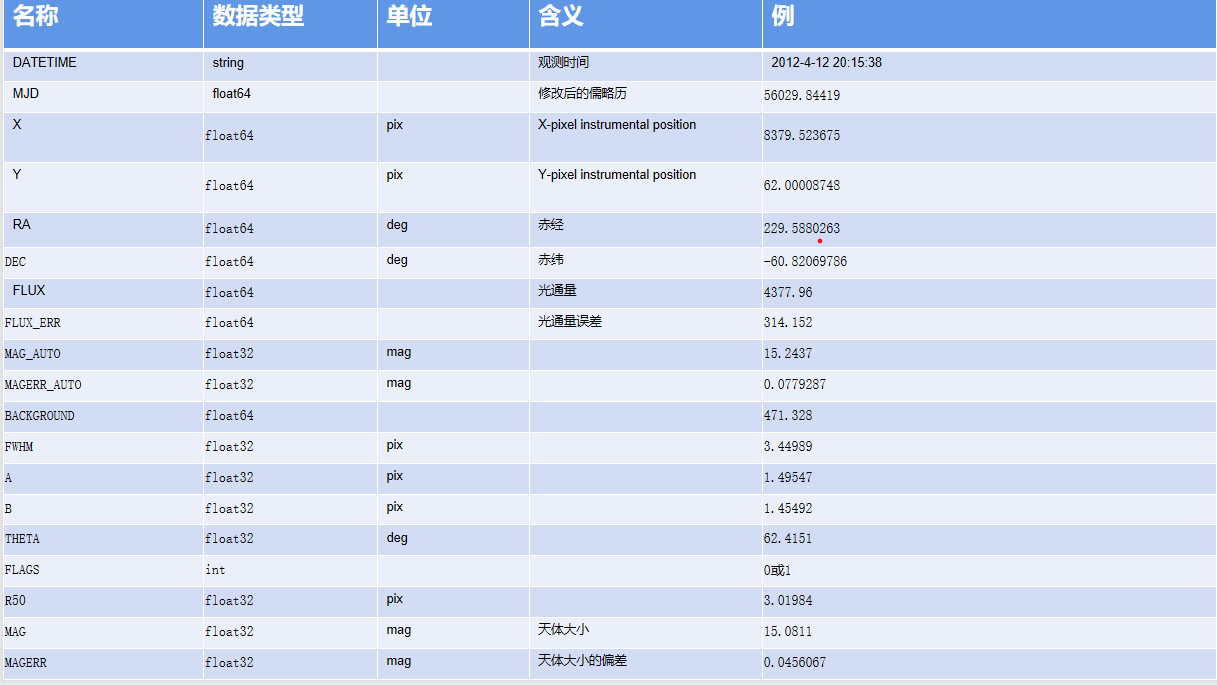 名称 数据类型 单位 含义 例
DATETIME string 观测时间 2012-4-12 20:15:38
MJD float64 修改后的儒略历 56029.84419
X float64 pix X-pixel instrumental position 8379.523675
Y float64 pix Y-pixel instrumental position 62.00008748
RA float64 deg 赤经 229.5880263
DEC float64 deg 赤纬 -60.82069786
FLUX float64 光通量 4377.96
FLUX_ERR float64 光通量误差 314.152
MAG_AUTO float32 mag 15.2437
MAGERR_AUTO float32 mag 0.0779287
BACKGROUND float64 471.328
FWHM float32 pix 3.44989
A float32 pix 1.49547
B float32 pix 1.45492
THETA float32 deg 62.4151
FLAGS int 0或1
R50 float32 pix 3.01984
MAG float32 mag 天体大小 15.0811
MAGERR float32 mag 天体大小的偏差 0.0456067